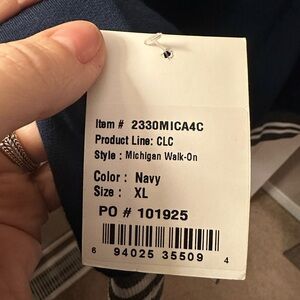 Item # 2330MICA4C
Product Line: CLC
Style : Michigan Walk-On
Color : Navy
Size : XL
PO # 101925
6 94025 35509 4